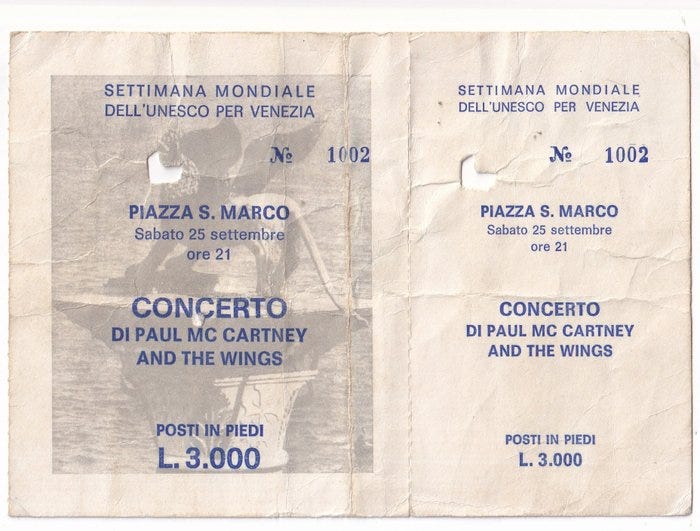 SETTIMANA MONDIALE
DELL'UNESCO PER VENEZIA
№ 1002
PIAZZA S. MARCO
Sabato 25 settembre
ore 21
CONCERTO
DI PAUL MC CARTNEY
AND THE WINGS
POSTI IN PIEDI
L. 3.000
SETTIMANA MONDIALE
DELL'UNESCO PER VENEZIA
№ 1002
PIAZZA S. MARCO
Sabato 25 settembre
ore 21
CONCERTO
DI PAUL MC CARTNEY
AND THE WINGS
POSTI IN PIEDI
L. 3.000